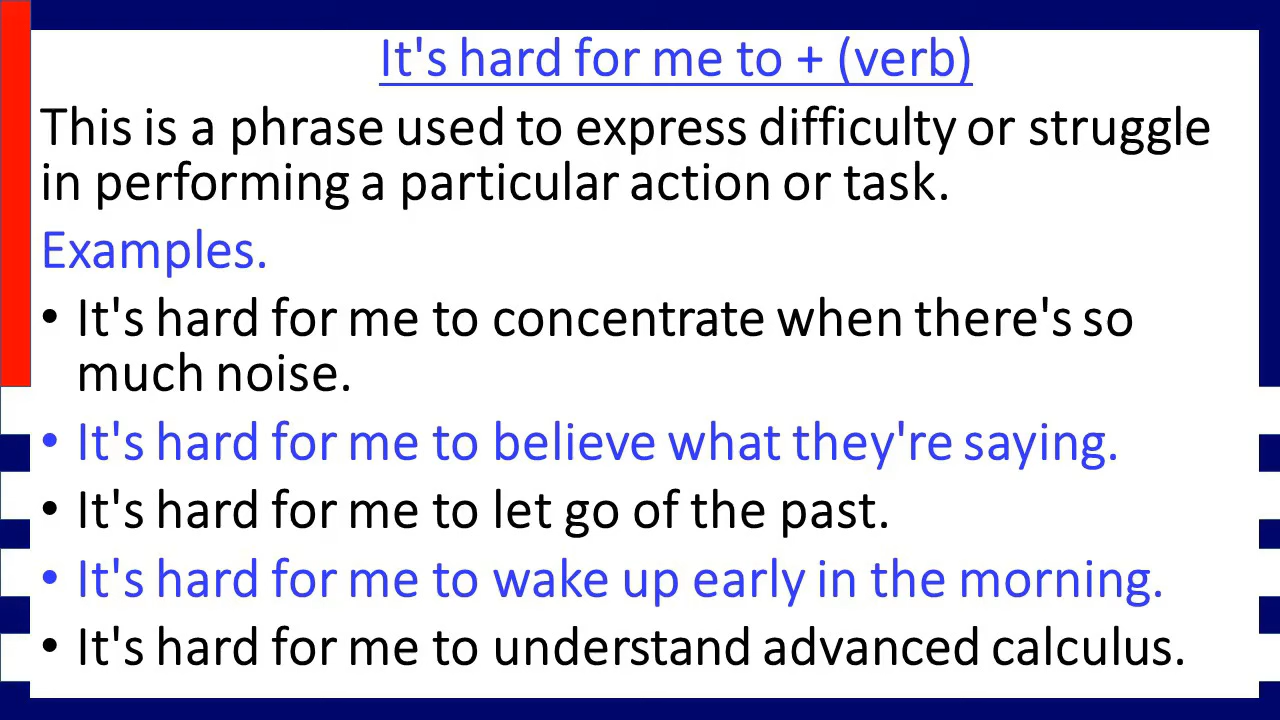 It's hard for me to + (verb)
This is a phrase used to express difficulty or struggle
in performing a particular action or task.
Examples.
• It's hard for me to concentrate when there's so
much noise.
• It's hard for me to believe what they're saying.
• It's hard for me to let go of the past.
• It's hard for me to wake up early in the morning.
• It's hard for me to understand advanced calculus.